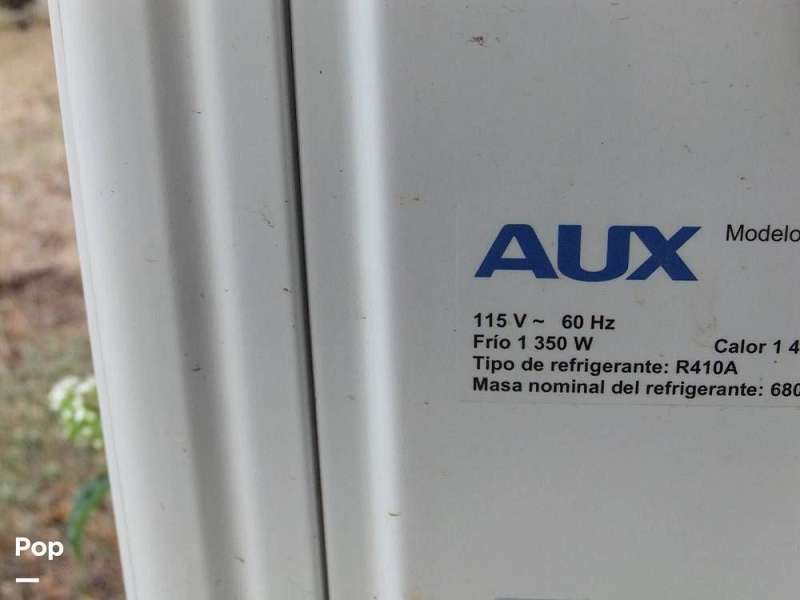 AUX
Modelo
115 V ~ 60 Hz
Frío 1 350 W Calor 1 4
Tipo de refrigerante: R410A
Masa nominal del refrigerante: 680
Pop